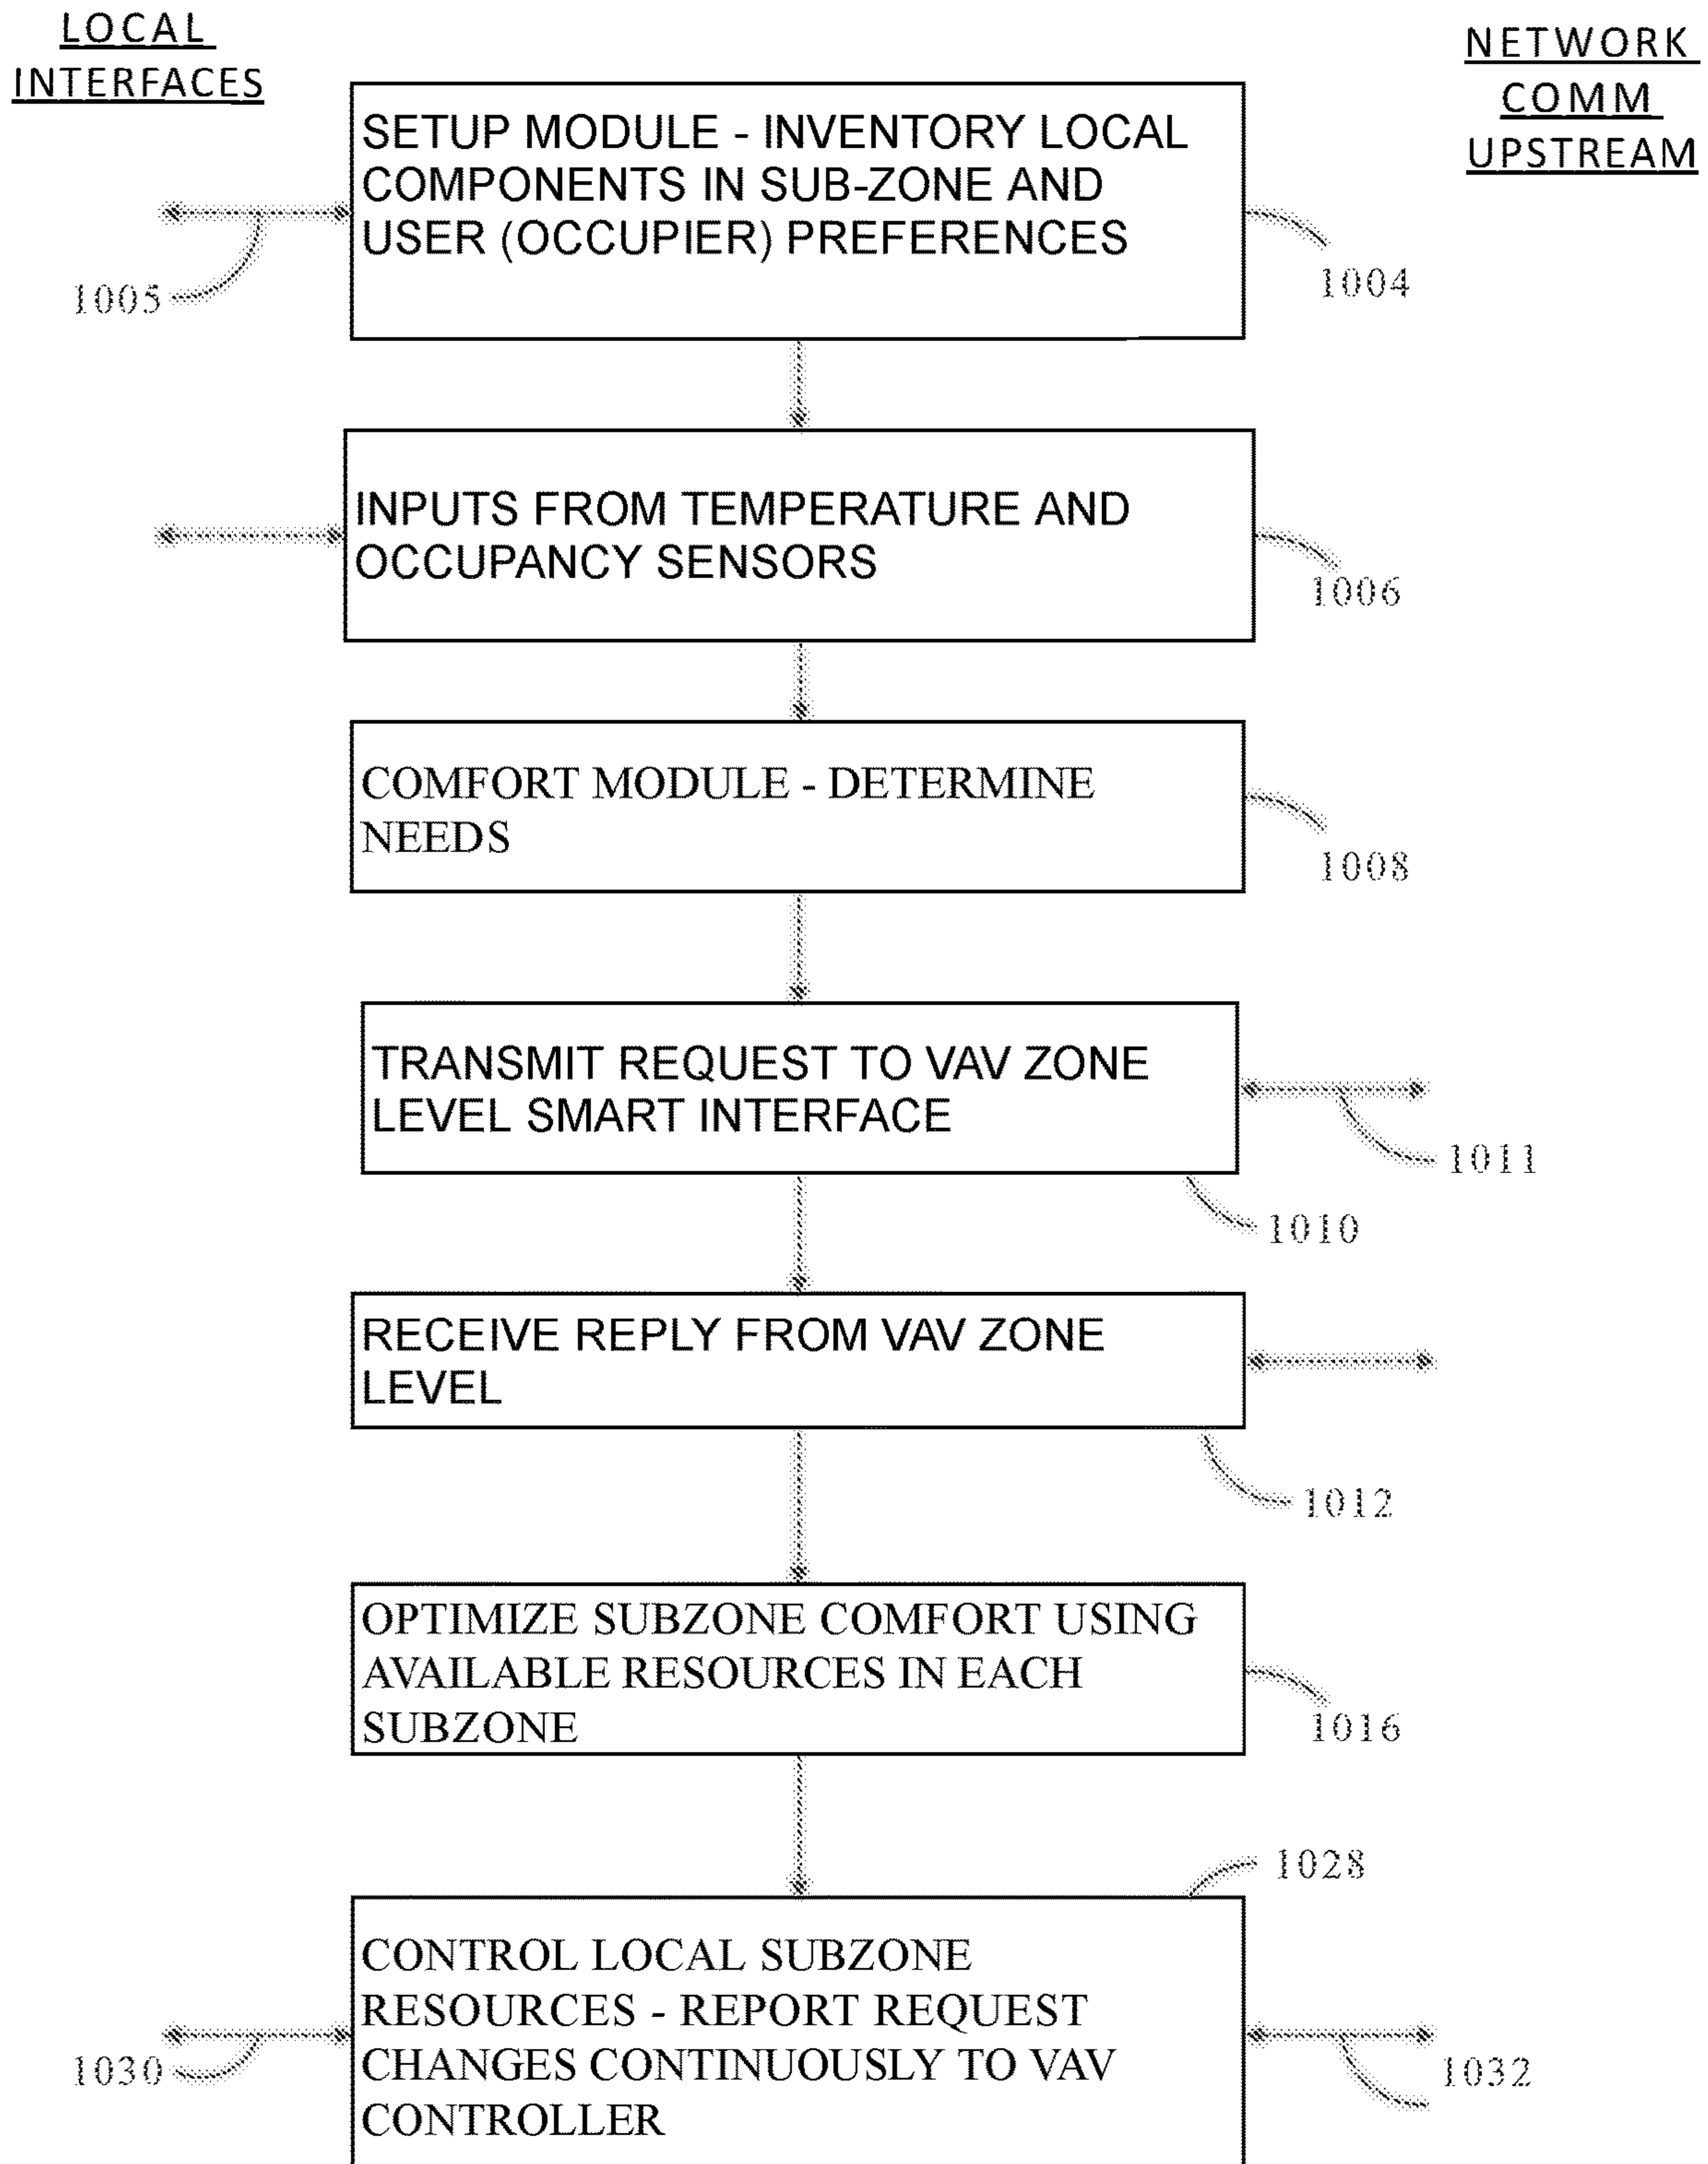 LOCAL
INTERFACES
NETWORK
COMM
UPSTREAM
SETUP MODULE - INVENTORY LOCAL
COMPONENTS IN SUB-ZONE AND
USER (OCCUPIER) PREFERENCES
1005
1004
INPUTS FROM TEMPERATURE AND
OCCUPANCY SENSORS
1006
COMFORT MODULE - DETERMINE
NEEDS
1008
TRANSMIT REQUEST TO VAV ZONE
LEVEL SMART INTERFACE
1011
1010
RECEIVE REPLY FROM VAV ZONE
LEVEL
1012
OPTIMIZE SUBZONE COMFORT USING
AVAILABLE RESOURCES IN EACH
SUBZONE
1016
1028
CONTROL LOCAL SUBZONE
RESOURCES - REPORT REQUEST
CHANGES CONTINUOUSLY TO VAV
CONTROLLER
1030
1032